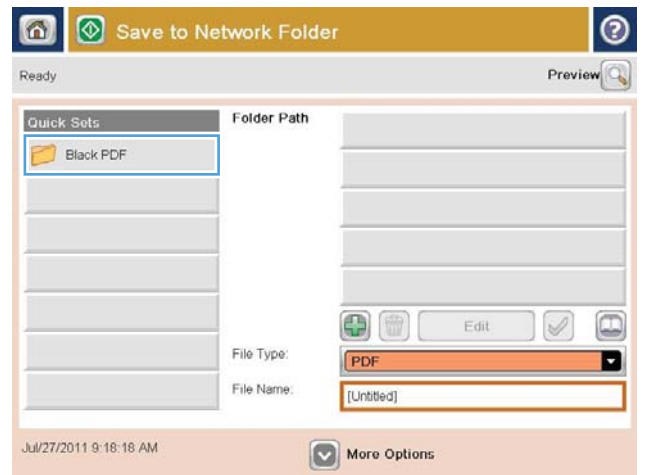 Save to Network Folder
Ready
Preview
Quick Sets
Folder Path
Black PDF
Edit
File Type:
PDF
File Name:
[Untitled]
Jul/27/2011 9:18:18 AM
More Options